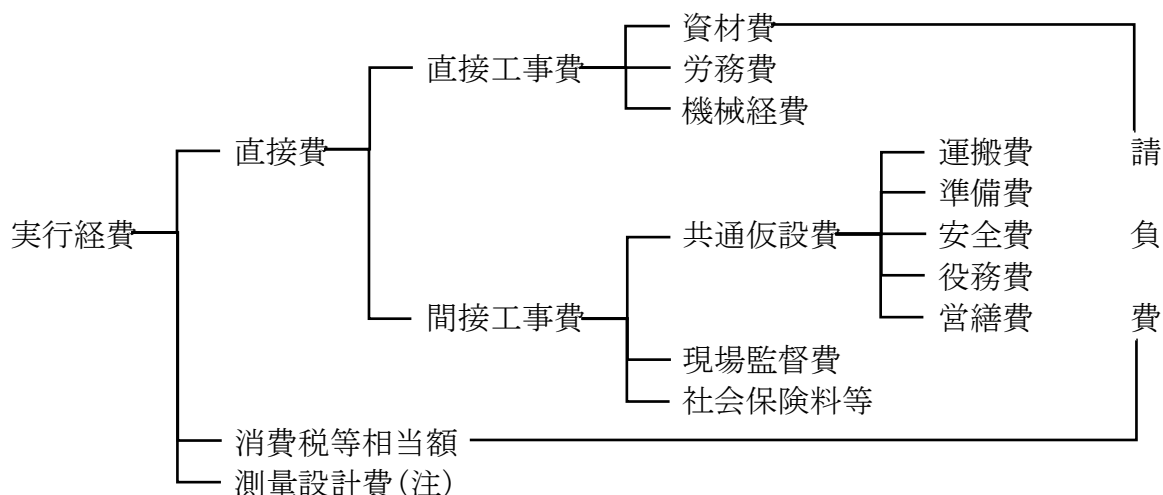 資材費
直接工事費
労務費
機械経費
直接費
運搬費
準備費
実行経費
共通仮設費
安全費
役務費
間接工事費
営繕費
現場監督費
社会保険料等
消費税等相当額
測量設計費(注)
請負費